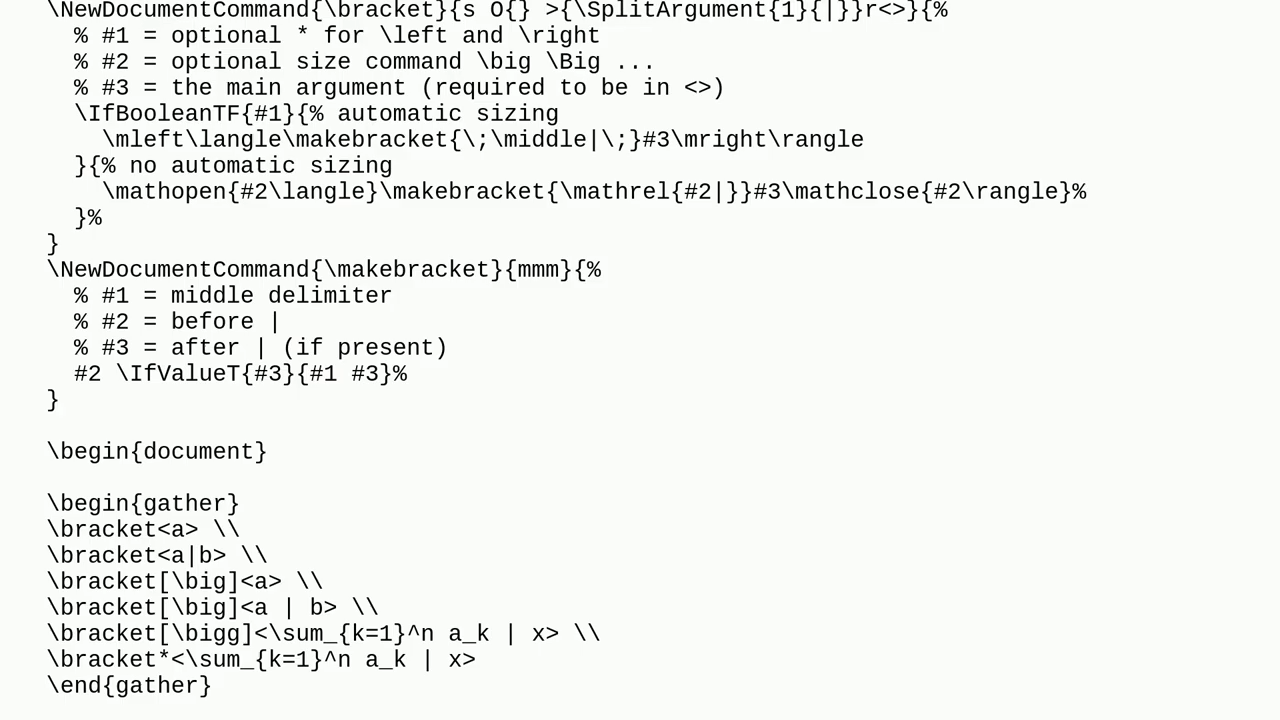 \NewDocumentCommand{\bracket}{s O{} >{\SplitArgument{1}{|}}r<>}{%
  % #1 = optional * for \left and \right
  % #2 = optional size command \big \Big ...
  % #3 = the main argument (required to be in <>)
  \IfBooleanTF{#1}{% automatic sizing
    \mleft\langle\makebracket{\;\middle|\;}#3\mright\rangle
  }{% no automatic sizing
    \mathopen{#2\langle}\makebracket{\mathrel{#2|}}#3\mathclose{#2\rangle}%
  }%
}
\NewDocumentCommand{\makebracket}{mmm}{%
  % #1 = middle delimiter
  % #2 = before |
  % #3 = after | (if present)
  #2 \IfValueT{#3}{#1 #3}%
}

\begin{document}

\begin{gather}
\bracket<a> \\
\bracket<a|b> \\
\bracket[\big]<a> \\
\bracket[\big]<a | b> \\
\bracket[\bigg]<\sum_{k=1}^n a_k | x> \\
\bracket*<\sum_{k=1}^n a_k | x>
\end{gather}